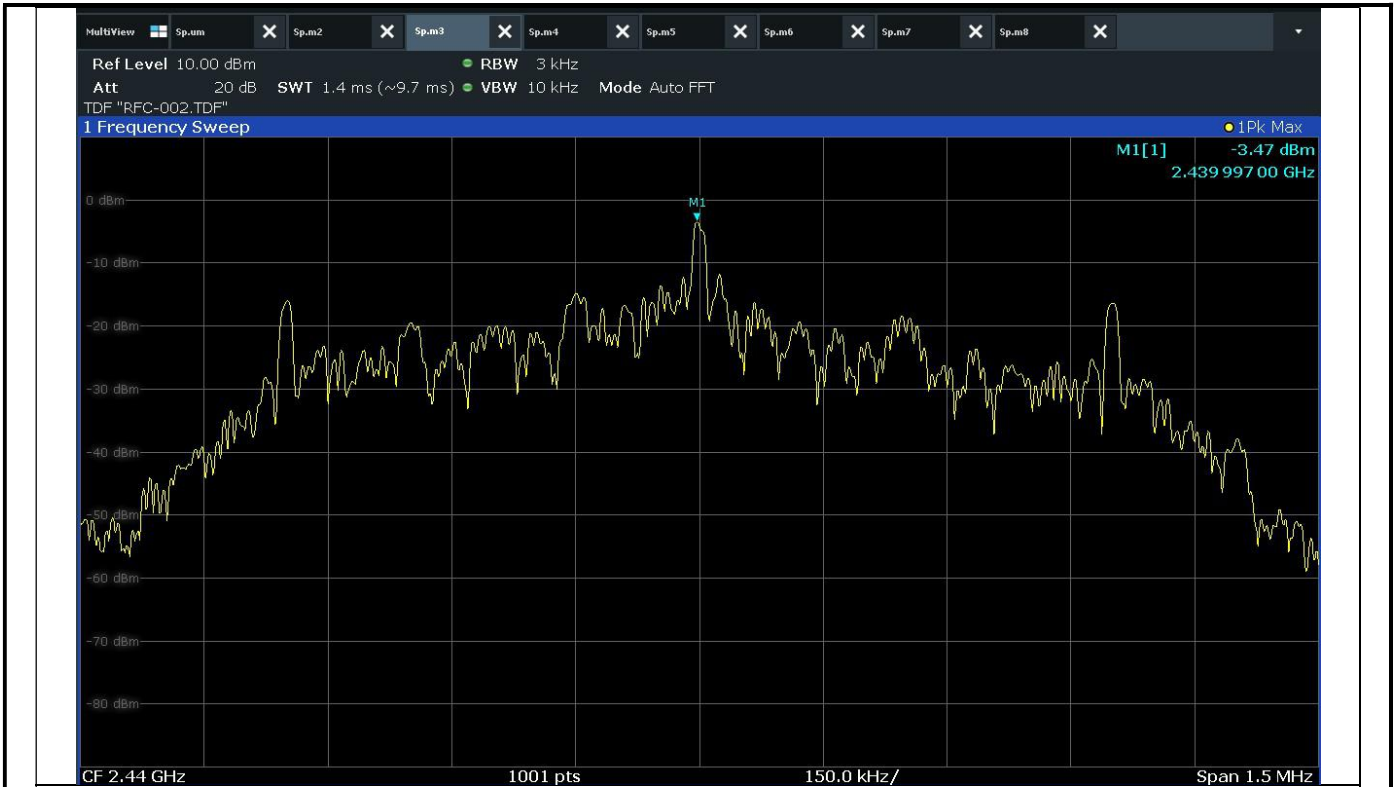 MultiView Sp.um Sp.m2 Sp.m3 Sp.m4 Sp.m5 Sp.m6 Sp.m7 Sp.m8
Ref Level 10.00 dBm RBW 3 kHz
Att 20 dB SWT 1.4 ms (~9.7 ms) VBW 10 kHz Mode Auto FFT
TDF "RFC-002.TDF"
1 Frequency Sweep 1Pk Max
M1[1] -3.47 dBm
2.439 997 00 GHz
0 dBm
M1
-10 dBm
-20 dBm
-30 dBm
-40 dBm
-50 dBm
-60 dBm
-70 dBm
-80 dBm
CF 2.44 GHz 1001 pts 150.0 kHz/ Span 1.5 MHz